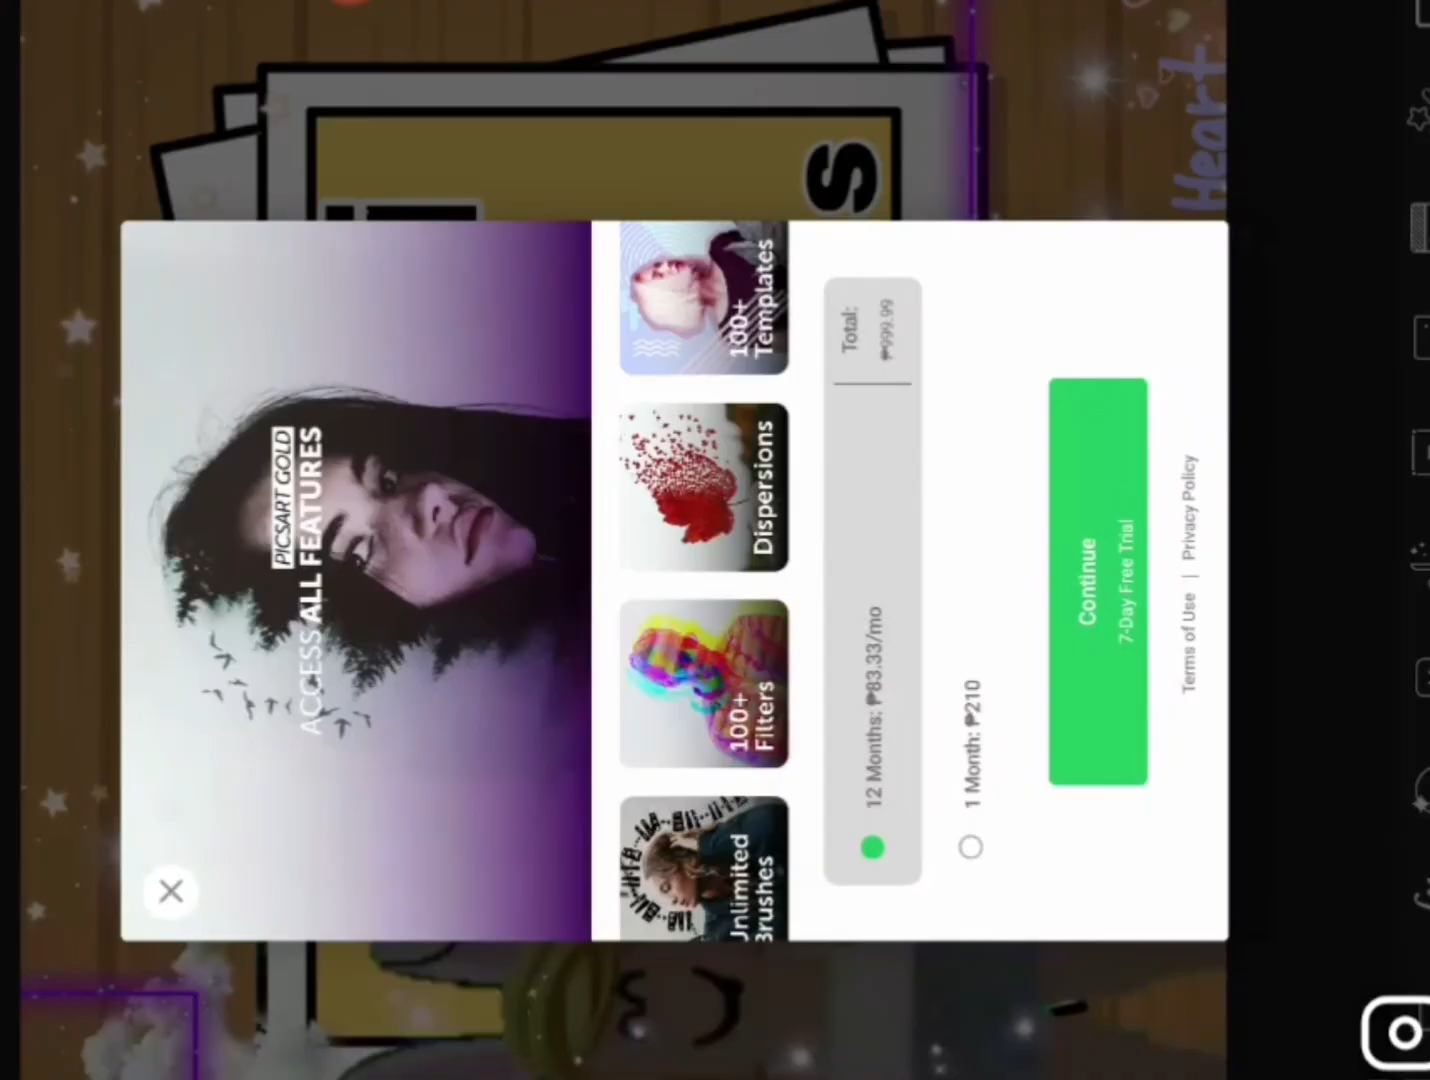 Heart
s
PICSART GOLD
ACCESS ALL FEATURES
Unlimited
Brushes
100+
Filters
Dispersions
100+
Templates
12 Months: ₱83.33/mo
Total:
₱999.99
1 Month: ₱210
Continue
7-Day Free Trial
Terms of Use | Privacy Policy